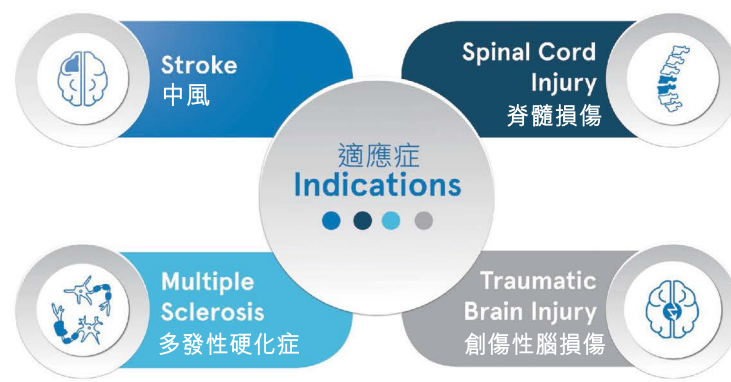 Stroke
中風
Spinal Cord
Injury
脊髓損傷
適應症
Indications
Multiple
Sclerosis
多發性硬化症
Traumatic
Brain Injury
創傷性腦損傷